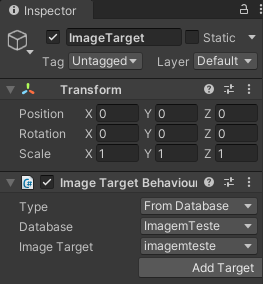 Inspector
ImageTarget Static
Tag Untagged Layer Default
Transform
Position X 0 Y 0 Z 0
Rotation X 0 Y 0 Z 0
Scale X 1 Y 1 Z 1
Image Target Behaviou
Type From Database
Database ImagemTeste
Image Target imagemteste
Add Target